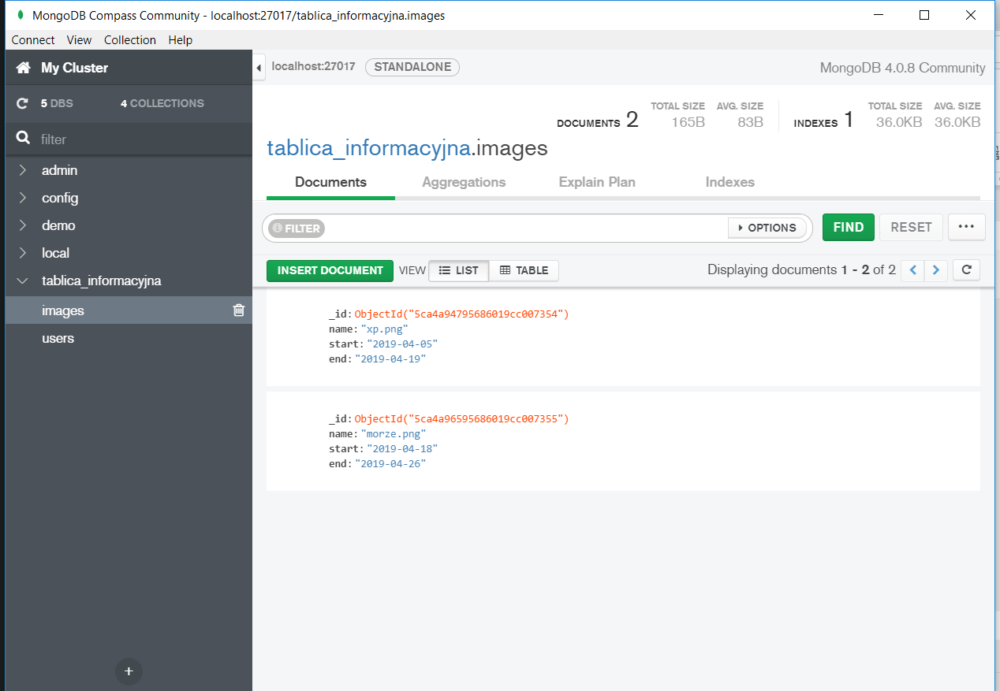 MongoDB Compass Community - localhost:27017/tablica_informacyjna.images
Connect View Collection Help
My Cluster
localhost:27017 STANDALONE MongoDB 4.0.8 Community
5 DBS 4 COLLECTIONS
filter
admin
config
demo
local
tablica_informacyjna
images
users
DOCUMENTS 2 TOTAL SIZE 165B AVG. SIZE 83B INDEXES 1 TOTAL SIZE 36.0KB AVG. SIZE 36.0KB
tablica_informacyjna.images
Documents Aggregations Explain Plan Indexes
FILTER OPTIONS FIND RESET ...
INSERT DOCUMENT VIEW LIST TABLE Displaying documents 1 - 2 of 2
_id: ObjectId("5ca4a94795686019cc007354")
name: "xp.png"
start: "2019-04-05"
end: "2019-04-19"
_id: ObjectId("5ca4a96595686019cc007355")
name: "morze.png"
start: "2019-04-18"
end: "2019-04-26"